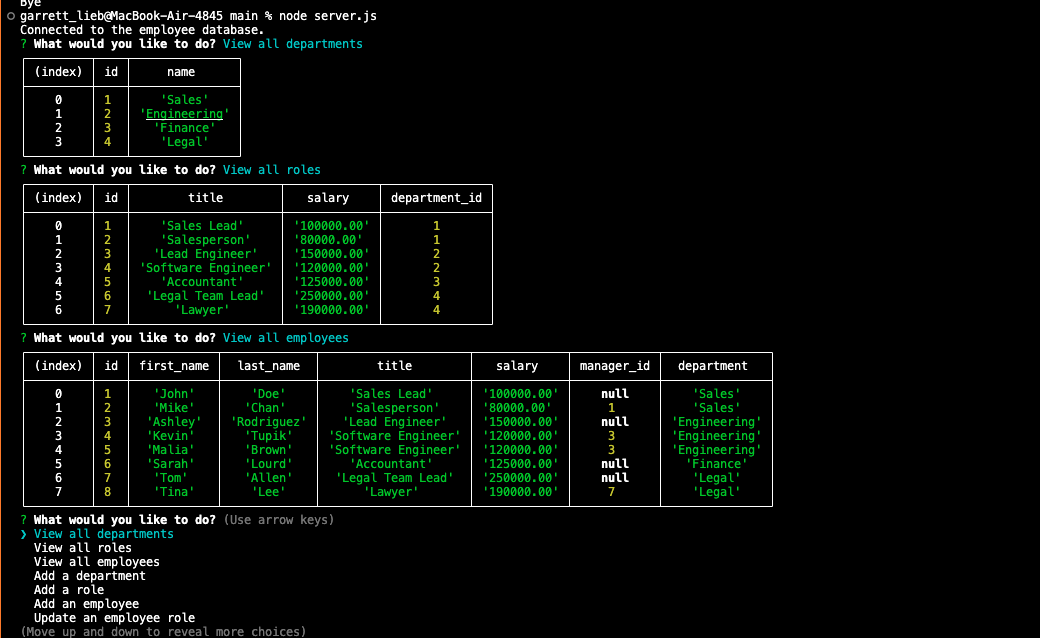 Bye
garrett_lieb@MacBook-Air-4845 main % node server.js
Connected to the employee database.
? What would you like to do? View all departments
(index) id name
0 1 'Sales'
1 2 'Engineering'
2 3 'Finance'
3 4 'Legal'
? What would you like to do? View all roles
(index) id title salary department_id
0 1 'Sales Lead' '100000.00' 1
1 2 'Salesperson' '80000.00' 1
2 3 'Lead Engineer' '150000.00' 2
3 4 'Software Engineer' '120000.00' 2
4 5 'Accountant' '125000.00' 3
5 6 'Legal Team Lead' '250000.00' 4
6 7 'Lawyer' '190000.00' 4
? What would you like to do? View all employees
(index) id first_name last_name title salary manager_id department
0 1 'John' 'Doe' 'Sales Lead' '100000.00' null 'Sales'
1 2 'Mike' 'Chan' 'Salesperson' '80000.00' 1 'Sales'
2 3 'Ashley' 'Rodriguez' 'Lead Engineer' '150000.00' null 'Engineering'
3 4 'Kevin' 'Tupik' 'Software Engineer' '120000.00' 3 'Engineering'
4 5 'Malia' 'Brown' 'Software Engineer' '120000.00' 3 'Engineering'
5 6 'Sarah' 'Lourd' 'Accountant' '125000.00' null 'Finance'
6 7 'Tom' 'Allen' 'Legal Team Lead' '250000.00' null 'Legal'
7 8 'Tina' 'Lee' 'Lawyer' '190000.00' 7 'Legal'
? What would you like to do? (Use arrow keys)
❯ View all departments
View all roles
View all employees
Add a department
Add a role
Add an employee
Update an employee role
(Move up and down to reveal more choices)